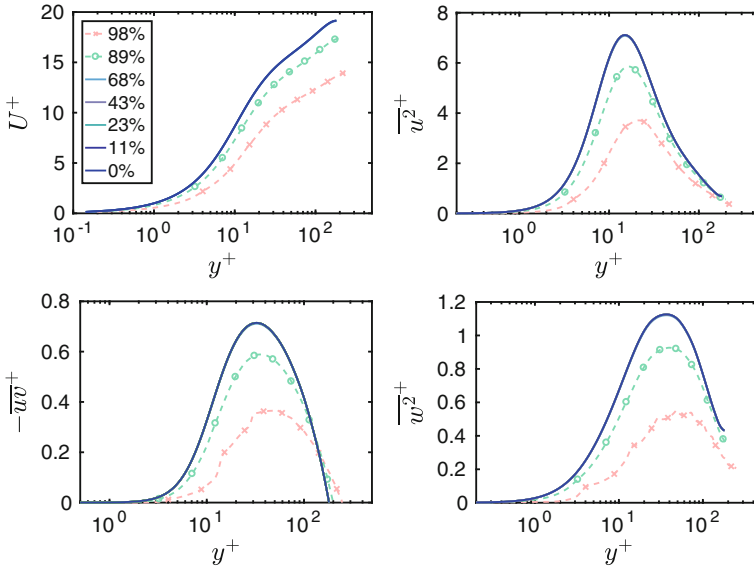 98%
89%
68%
43%
23%
11%
0%
U⁺
20
15
10
5
0
10⁻¹ 10⁰ 10¹ 10²
y⁺
u²⁺
8
6
4
2
0
10⁰ 10¹ 10²
y⁺
−uv⁺
0.8
0.6
0.4
0.2
0
10⁰ 10¹ 10²
y⁺
w²⁺
1.2
1
0.8
0.6
0.4
0.2
0
10⁰ 10¹ 10²
y⁺